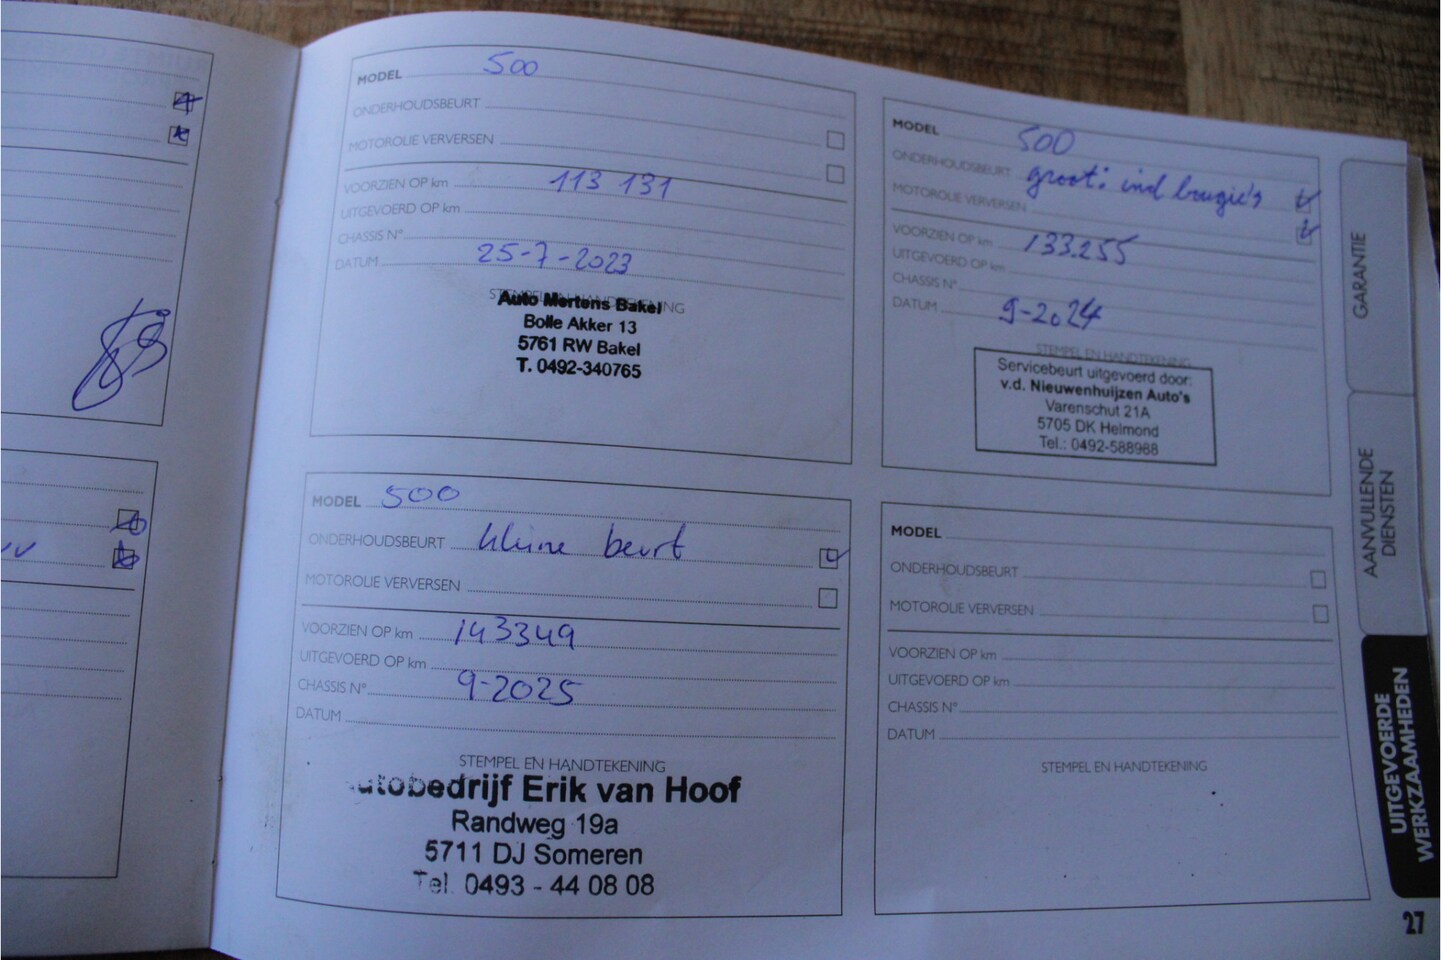 MODEL 500
ONDERHOUDSBEURT
MOTOROLIE VERVERSEN
VOORZIEN OP km 113 131
UITGEVOERD OP km
CHASSIS N°
DATUM 25-7-2023
STEMPEL EN HANDTEKENING
Auto Mertens Bakel
Bolle Akker 13
5761 RW Bakel
T. 0492-340765
MODEL 500
ONDERHOUDSBEURT groot: incl bougie's
MOTOROLIE VERVERSEN
VOORZIEN OP km 133.255
UITGEVOERD OP km
CHASSIS N°
DATUM 9-2024
STEMPEL EN HANDTEKENING
Servicebeurt uitgevoerd door:
v.d. Nieuwenhuijzen Auto's
Varenschut 21A
5705 DK Helmond
Tel.: 0492-588988
MODEL 500
ONDERHOUDSBEURT kleine beurt
MOTOROLIE VERVERSEN
VOORZIEN OP km 143349
UITGEVOERD OP km
CHASSIS N° 9-2025
DATUM
STEMPEL EN HANDTEKENING
utobedrijf Erik van Hoof
Randweg 19a
5711 DJ Someren
Tel. 0493 - 44 08 08
MODEL
ONDERHOUDSBEURT
MOTOROLIE VERVERSEN
VOORZIEN OP km
UITGEVOERD OP km
CHASSIS N°
DATUM
STEMPEL EN HANDTEKENING
GARANTIE
AANVULLENDE
DIENSTEN
UITGEVOERDE
WERKZAAMHEDEN
27